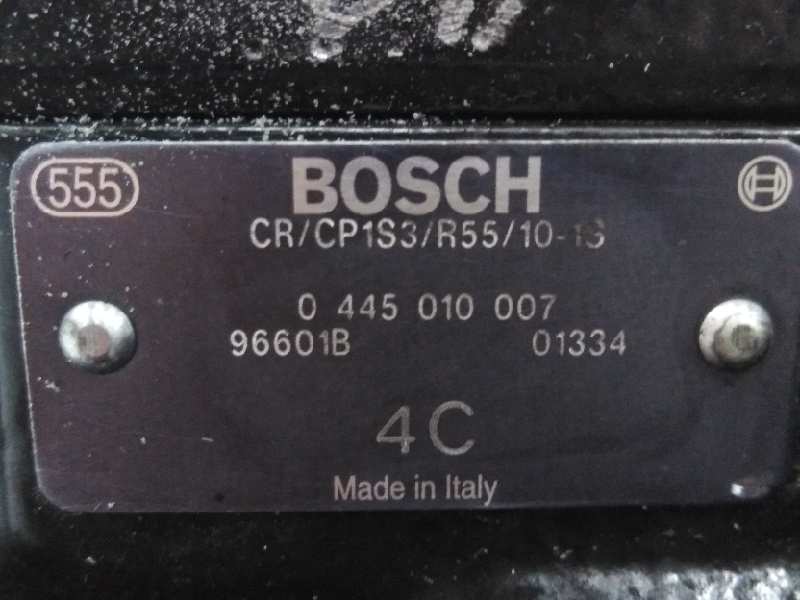 555
BOSCH
CR/CP1S3/R55/10-1S
0 445 010 007
96601B 01334
4C
Made in Italy